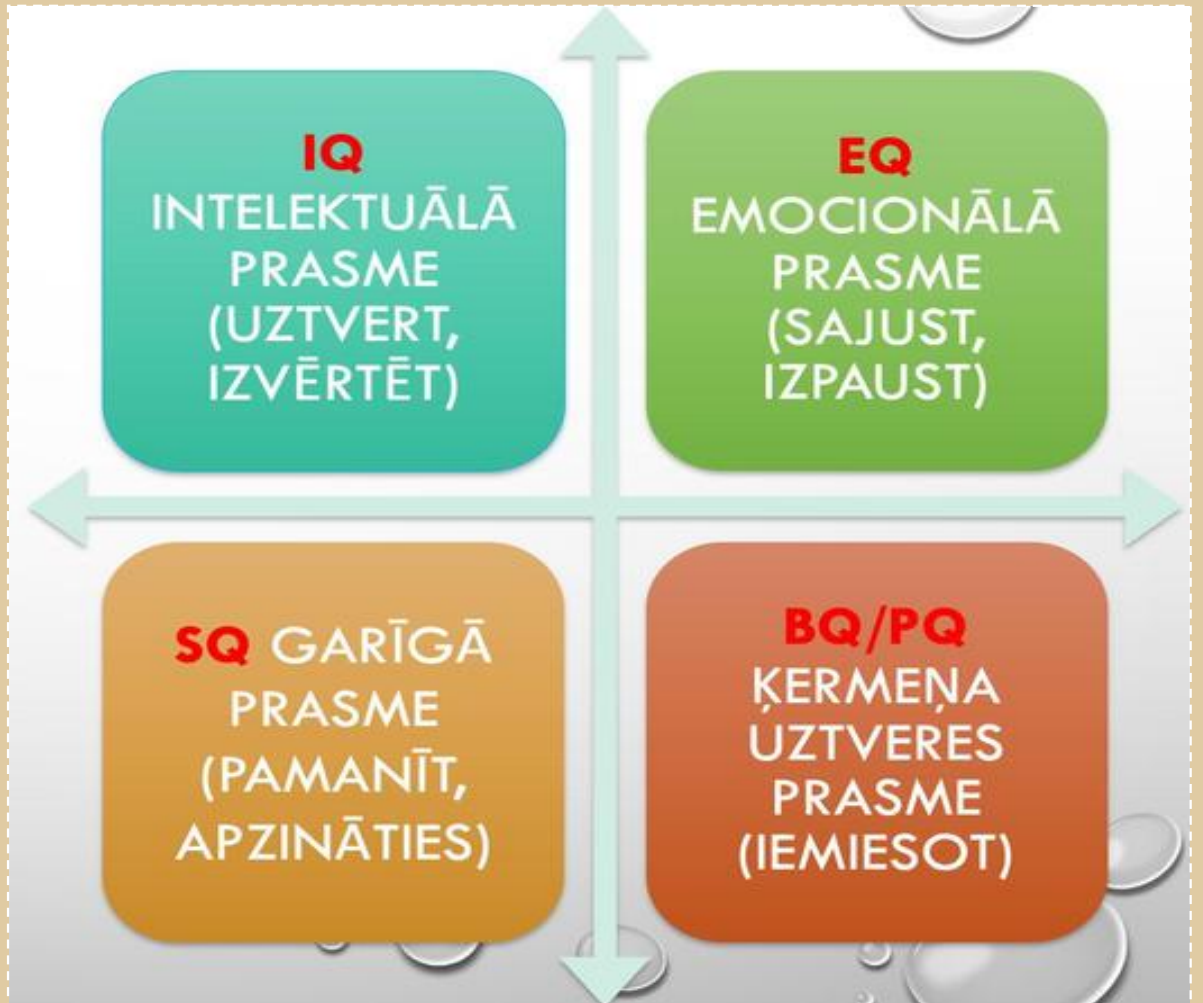 IQ
INTELEKTUĀLĀ
PRASME
(UZTVERT,
IZVĒRTĒT)
EQ
EMOCIONĀLĀ
PRASME
(SAJUST,
IZPAUST)
SQ GARĪGĀ
PRASME
(PAMANĪT,
APZINĀTIES)
BQ/PQ
ĶERMEŅA
UZTVERES
PRASME
(IEMIESOT)